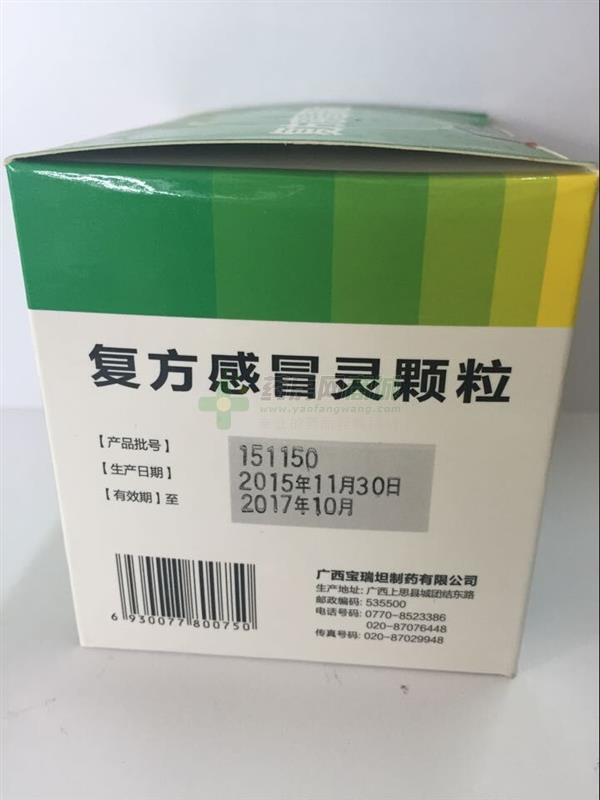 复方感冒灵颗粒
www.yaofangwang.com
【产品批号】 151150
【生产日期】 2015年11月30日
【有效期】至 2017年10月
6 930077 800750
广西宝瑞坦制药有限公司
生产地址: 广西上思县城团结东路
邮政编码: 535500
电话号码: 0770-8523386
020-87076448
传真号码: 020-87029948